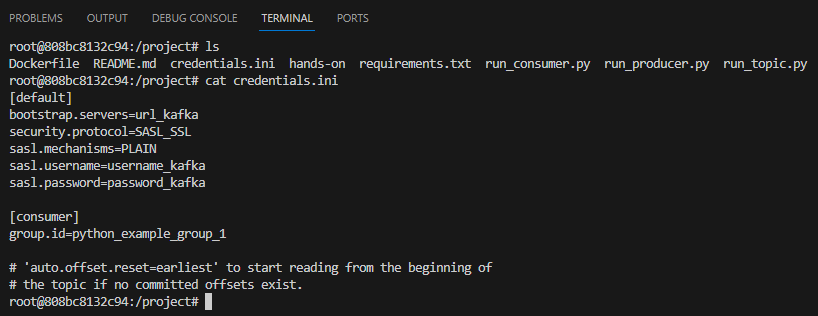 PROBLEMS OUTPUT DEBUG CONSOLE TERMINAL PORTS
root@808bc8132c94:/project# ls
Dockerfile README.md credentials.ini hands-on requirements.txt run_consumer.py run_producer.py run_topic.py
root@808bc8132c94:/project# cat credentials.ini
[default]
bootstrap.servers=url_kafka
security.protocol=SASL_SSL
sasl.mechanisms=PLAIN
sasl.username=username_kafka
sasl.password=password_kafka

[consumer]
group.id=python_example_group_1

# 'auto.offset.reset=earliest' to start reading from the beginning of
# the topic if no committed offsets exist.
root@808bc8132c94:/project#